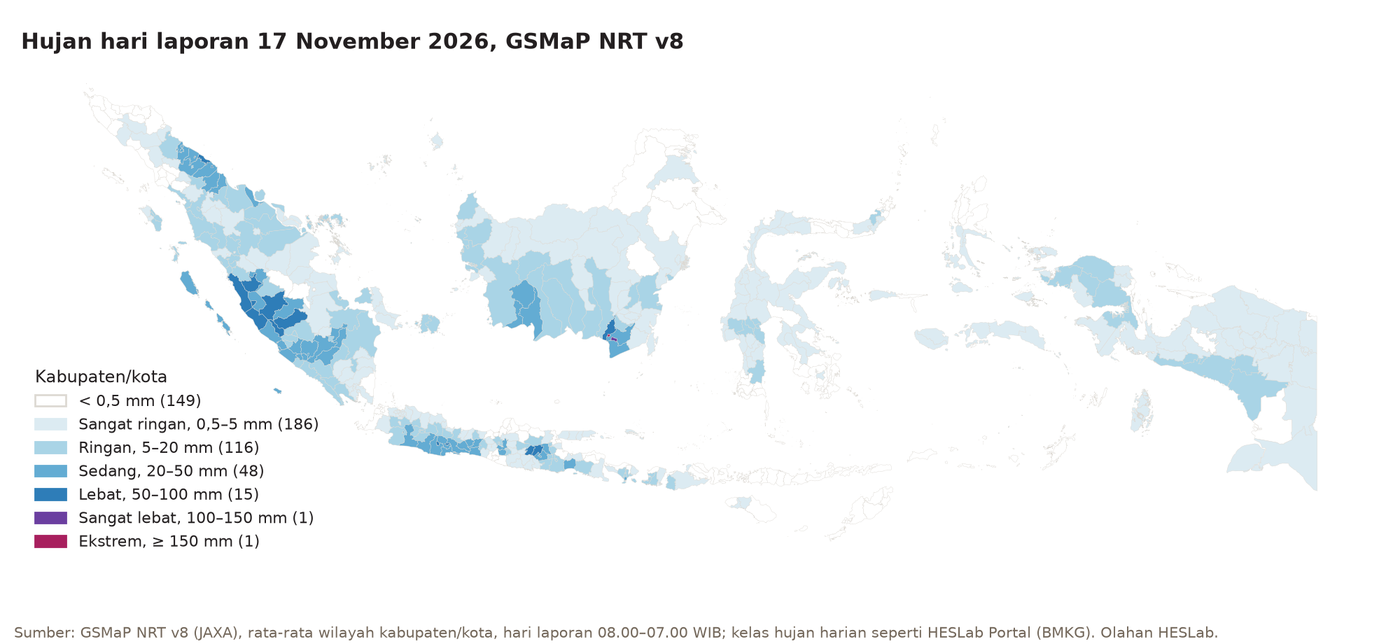 Hujan hari laporan 17 November 2026, GSMaP NRT v8
Kabupaten/kota
< 0,5 mm (149)
Sangat ringan, 0,5–5 mm (186)
Ringan, 5–20 mm (116)
Sedang, 20–50 mm (48)
Lebat, 50–100 mm (15)
Sangat lebat, 100–150 mm (1)
Ekstrem, ≥ 150 mm (1)
Sumber: GSMaP NRT v8 (JAXA), rata-rata wilayah kabupaten/kota, hari laporan 08.00–07.00 WIB; kelas hujan harian seperti HESLab Portal (BMKG). Olahan HESLab.